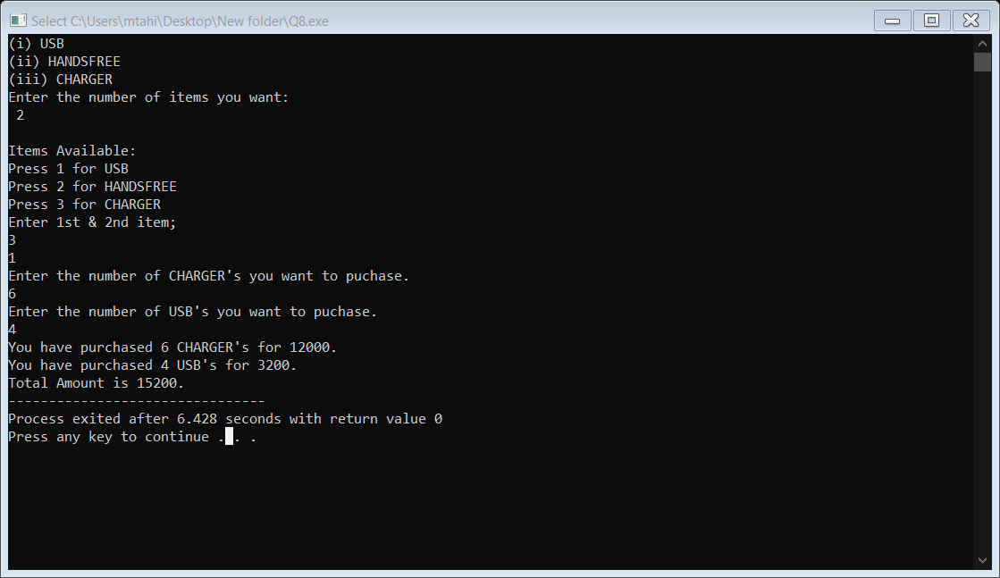 Select C:\Users\mtahi\Desktop\New folder\Q8.exe
(i) USB
(ii) HANDSFREE
(iii) CHARGER
Enter the number of items you want:
 2

Items Available:
Press 1 for USB
Press 2 for HANDSFREE
Press 3 for CHARGER
Enter 1st & 2nd item;
3
1
Enter the number of CHARGER's you want to puchase.
6
Enter the number of USB's you want to puchase.
4
You have purchased 6 CHARGER's for 12000.
You have purchased 4 USB's for 3200.
Total Amount is 15200.
--------------------------------
Process exited after 6.428 seconds with return value 0
Press any key to continue . . .